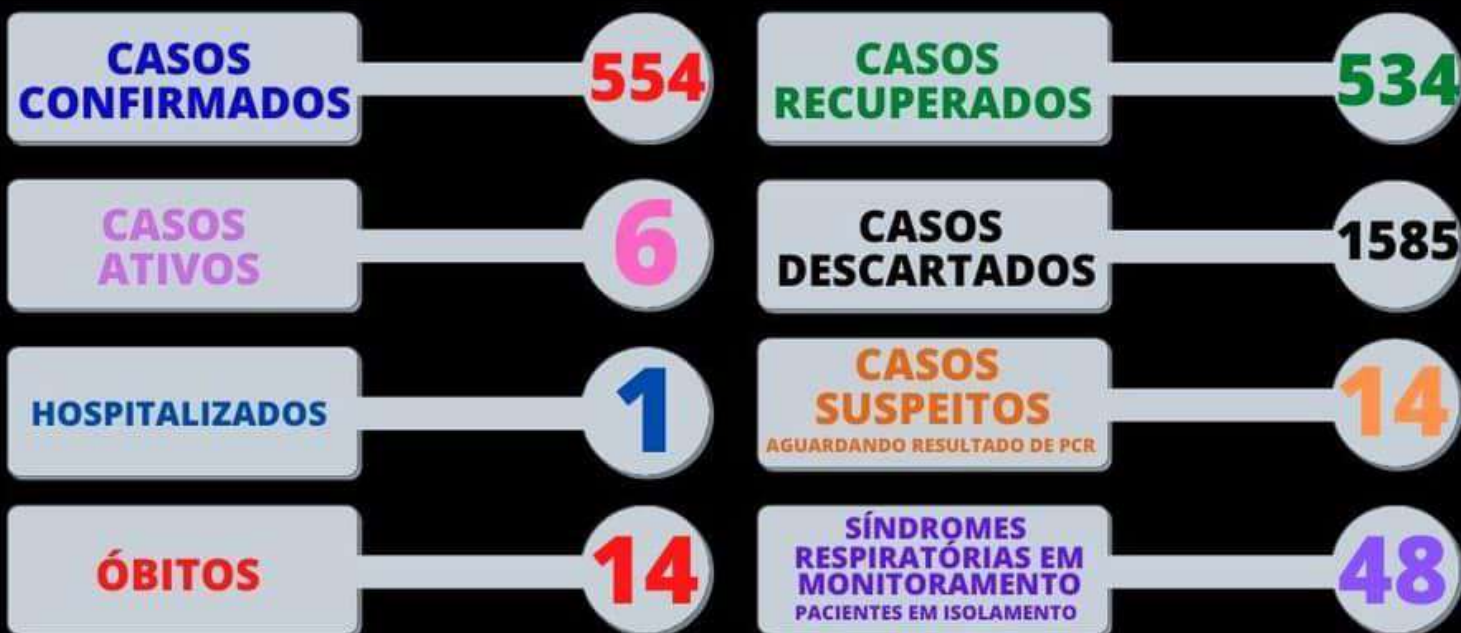 CASOS
CONFIRMADOS
554
CASOS
RECUPERADOS
534
CASOS
ATIVOS
6
CASOS
DESCARTADOS
1585
HOSPITALIZADOS
1
CASOS
SUSPEITOS
AGUARDANDO RESULTADO DE PCR
14
ÓBITOS
14
SÍNDROMES
RESPIRATÓRIAS EM
MONITORAMENTO
PACIENTES EM ISOLAMENTO
48